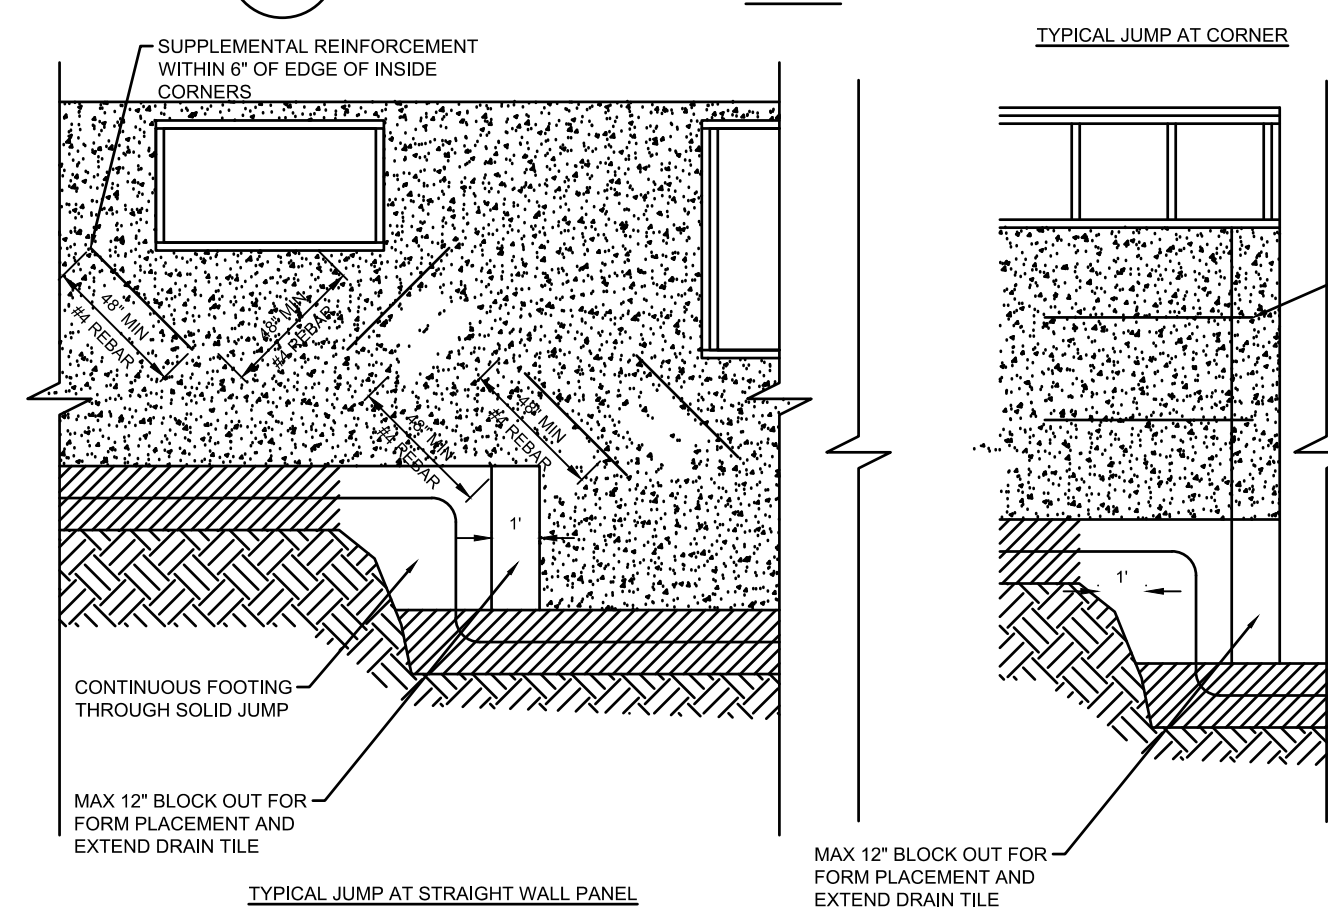 SUPPLEMENTAL REINFORCEMENT
WITHIN 6" OF EDGE OF INSIDE
CORNERS
TYPICAL JUMP AT CORNER
48" MIN
#4 REBAR
48" MIN
#4 REBAR
48" MIN
#4 REBAR
48" MIN
#4 REBAR
1'
1'
CONTINUOUS FOOTING
THROUGH SOLID JUMP
MAX 12" BLOCK OUT FOR
FORM PLACEMENT AND
EXTEND DRAIN TILE
MAX 12" BLOCK OUT FOR
FORM PLACEMENT AND
EXTEND DRAIN TILE
TYPICAL JUMP AT STRAIGHT WALL PANEL